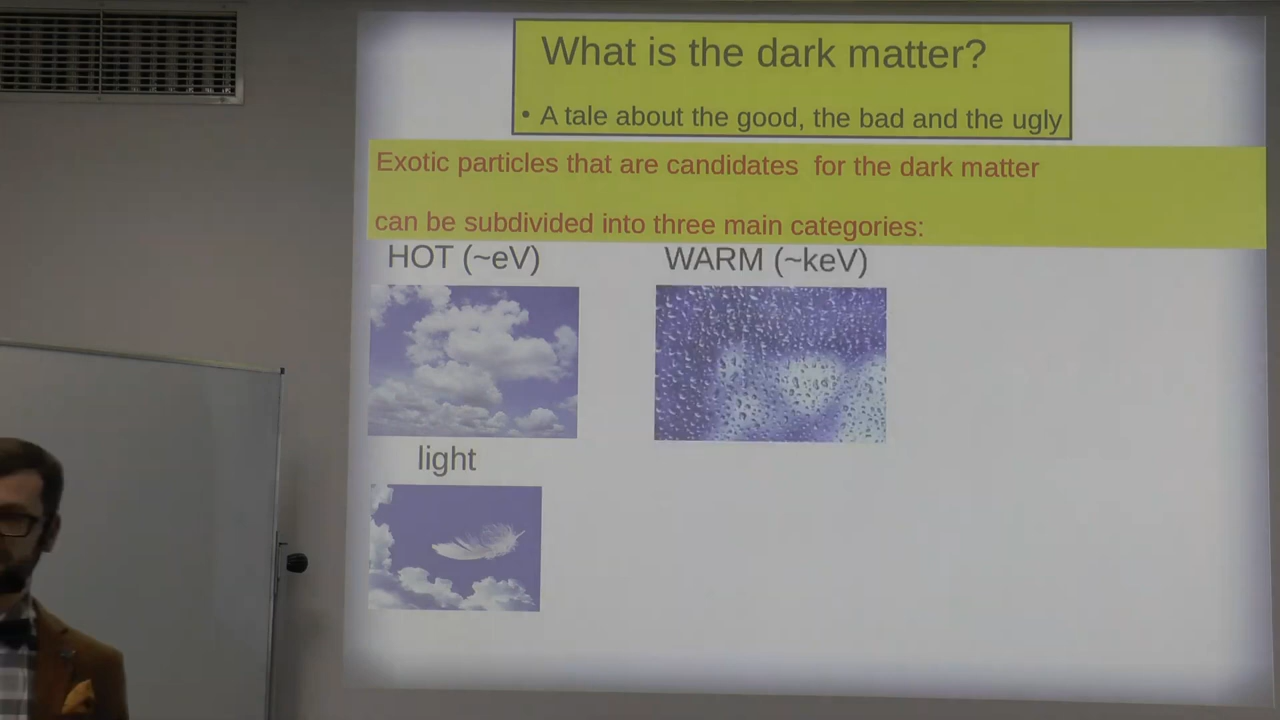 What is the dark matter?
• A tale about the good, the bad and the ugly
Exotic particles that are candidates for the dark matter
can be subdivided into three main categories:
HOT (~eV)
WARM (~keV)
light